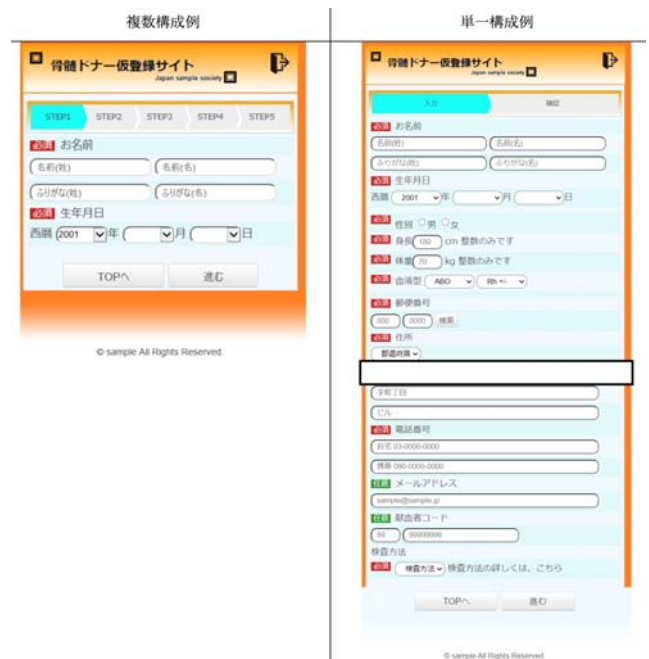 複数構成例
単一構成例
骨髄ドナー仮登録サイト
Japan sample society
STEP1 STEP2 STEP3 STEP4 STEP5
必須 お名前
名前(姓) 名前(名)
ふりがな(姓) ふりがな(名)
必須 生年月日
西暦 2001 年 月 日
TOPへ 進む
© sample All Rights Reserved.
骨髄ドナー仮登録サイト
Japan sample society
入力 確認
必須 お名前
名前(姓) 名前(名)
ふりがな(姓) ふりがな(名)
必須 生年月日
西暦 2001 年 月 日
必須 性別 男 女
必須 身長 160 cm 整数のみです
必須 体重 70 kg 整数のみです
必須 血液型 ABO Rh +/-
必須 郵便番号
000 0000 検索
必須 住所
都道府県
字町丁目
ビル
必須 電話番号
自宅 03-0000-0000
携帯 090-0000-0000
任意 メールアドレス
sample@sample.jp
任意 献血者コード
99 99999999
検査方法
必須 検査方法 検査方法の詳しくは、こちら
TOPへ 進む
© sample All Rights Reserved.